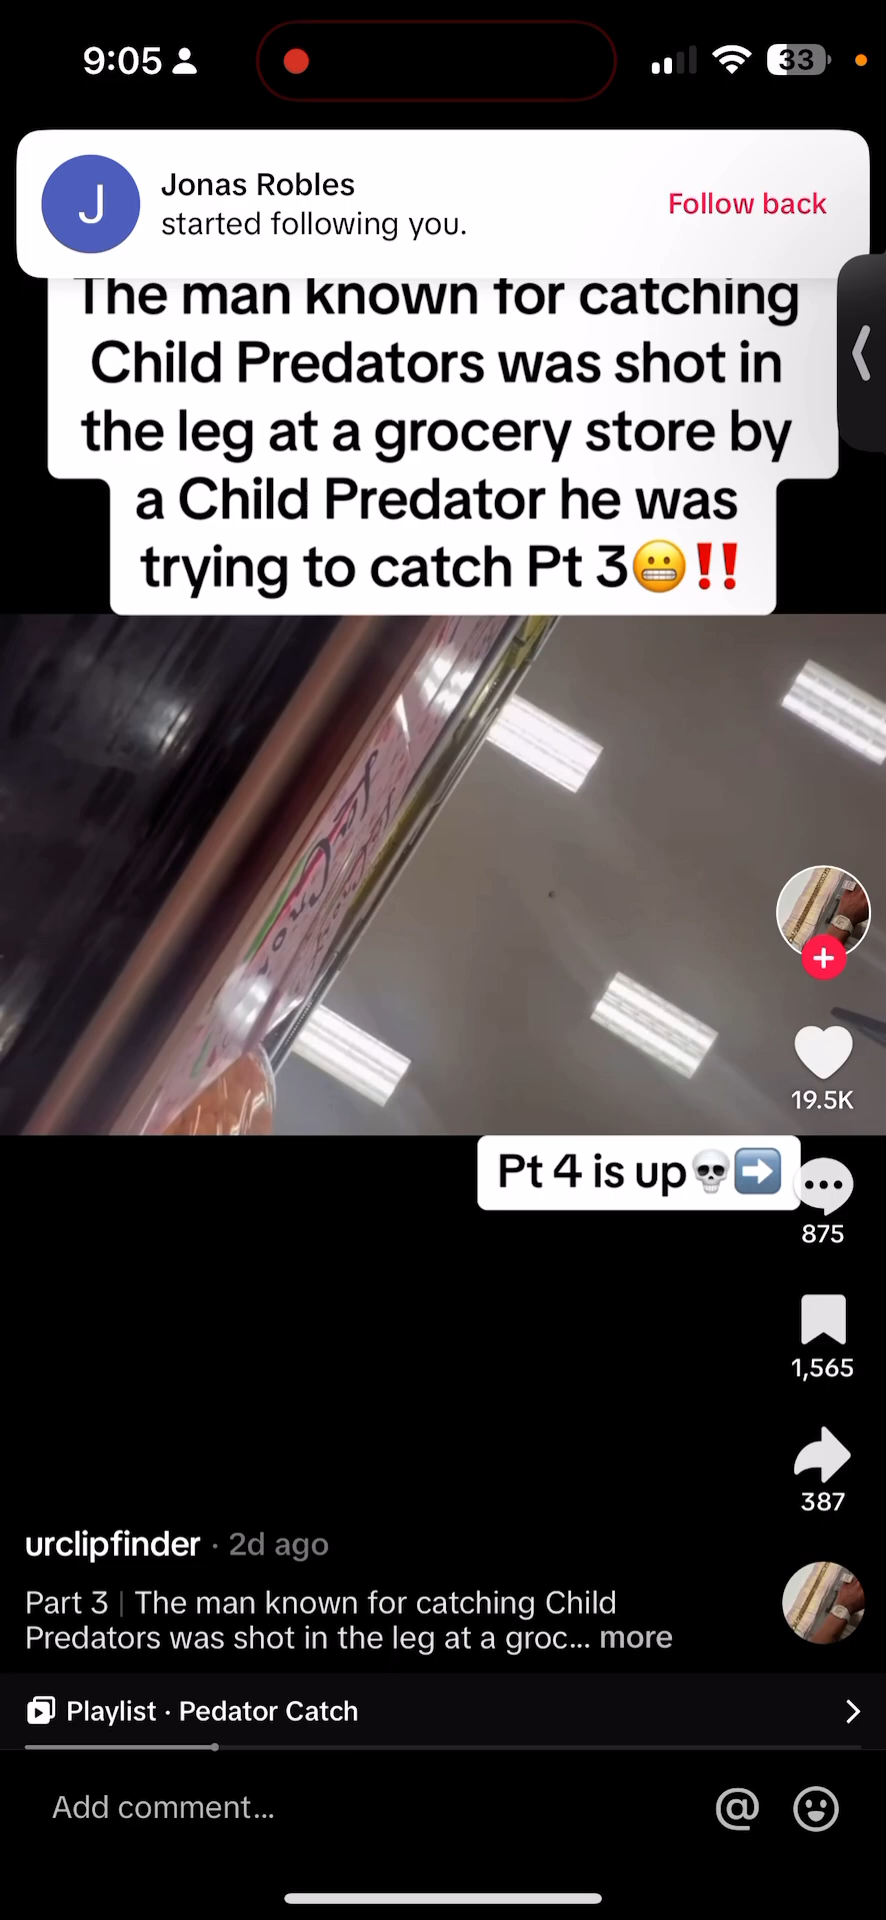 9:05
33
J
Jonas Robles
started following you.
Follow back
The man known for catching
Child Predators was shot in
the leg at a grocery store by
a Child Predator he was
trying to catch Pt 3😬‼️
19.5K
Pt 4 is up💀➡️
875
1,565
387
urclipfinder · 2d ago
Part 3 | The man known for catching Child
Predators was shot in the leg at a groc... more
Playlist · Pedator Catch
Add comment...